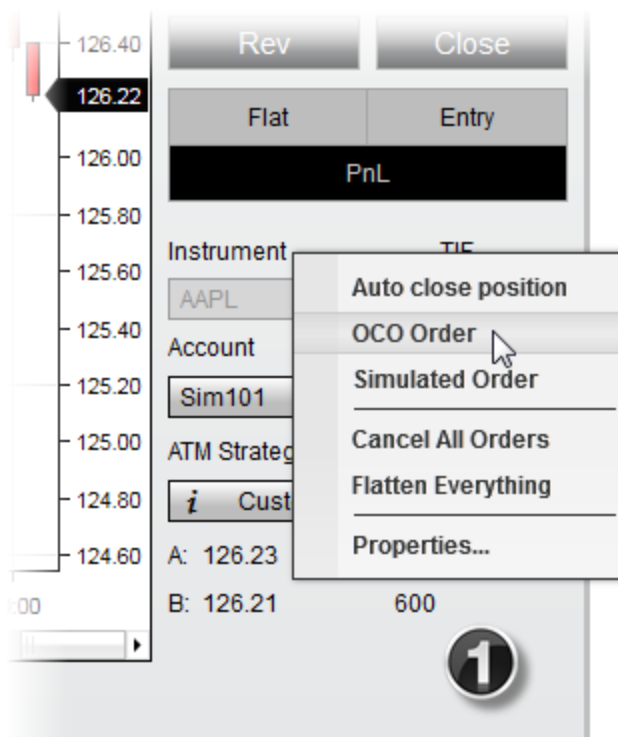 126.40
126.22
126.00
125.80
125.60
125.40
125.20
125.00
124.80
124.60
:00
Rev Close
Flat Entry
PnL
Instrument TIF
AAPL
Account
Sim101
ATM Strateg
i Cust
A: 126.23
B: 126.21 600
Auto close position
OCO Order
Simulated Order
Cancel All Orders
Flatten Everything
Properties...
1